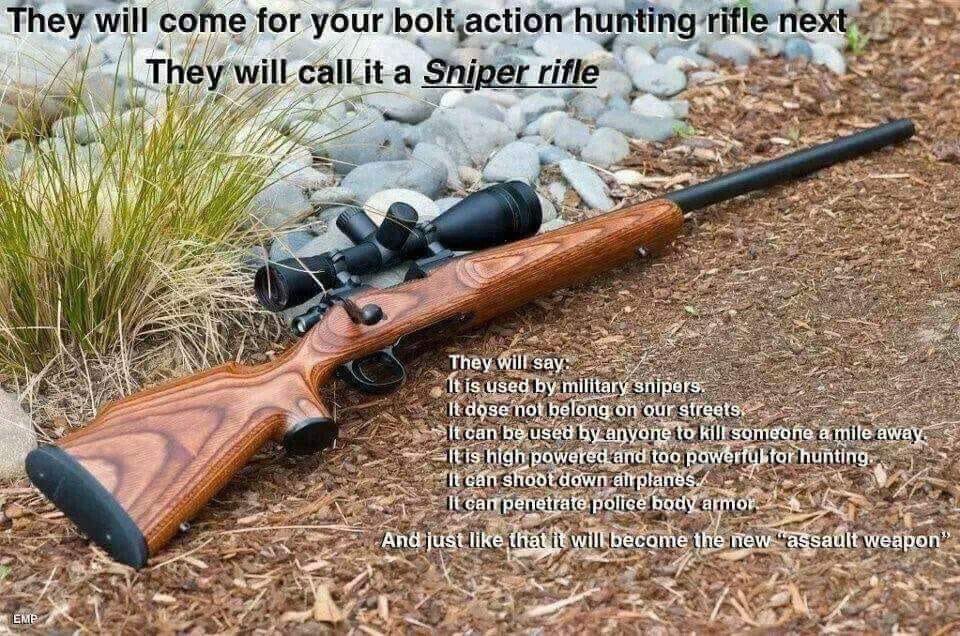 They will come for your bolt action hunting rifle next
They will call it a Sniper rifle
They will say:
It is used by military snipers.
It dose not belong on our streets.
It can be used by anyone to kill someone a mile away.
It is high powered and too powerful for hunting.
It can shoot down airplanes.
It can penetrate police body armor.
And just like that it will become the new "assault weapon"
EMP